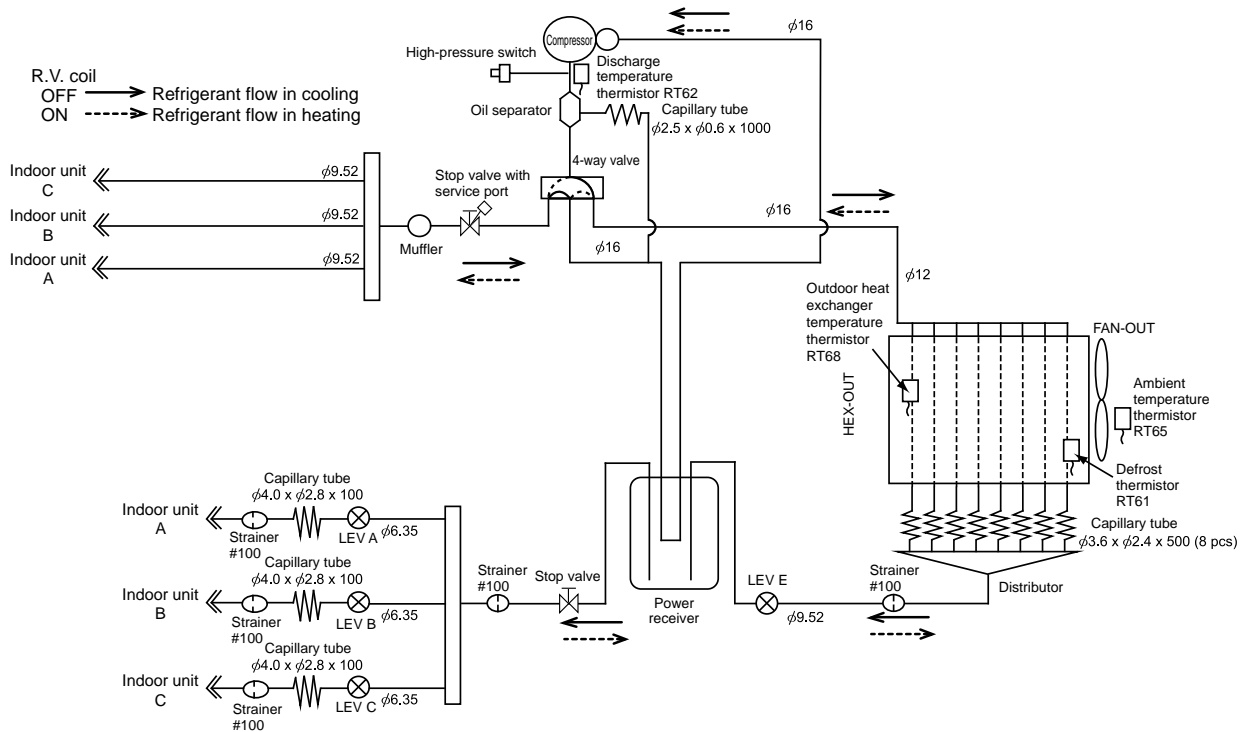 Compressor
ϕ16
High-pressure switch
Discharge
temperature
thermistor RT62
R.V. coil
OFF Refrigerant flow in cooling
ON Refrigerant flow in heating
Oil separator
Capillary tube
ϕ2.5 x ϕ0.6 x 1000
4-way valve
Indoor unit
C
ϕ9.52
Stop valve with
service port
Indoor unit
B
ϕ9.52
ϕ16
Muffler
ϕ16
Indoor unit
A
ϕ9.52
ϕ12
Outdoor heat
exchanger
temperature
thermistor
RT68
FAN-OUT
HEX-OUT
Ambient
temperature
thermistor
RT65
Defrost
thermistor
RT61
Capillary tube
ϕ4.0 x ϕ2.8 x 100
Indoor unit
A
Strainer
#100
LEV A
ϕ6.35
Capillary tube
ϕ3.6 x ϕ2.4 x 500 (8 pcs)
Capillary tube
ϕ4.0 x ϕ2.8 x 100
Indoor unit
B
Strainer
#100
LEV B
ϕ6.35
Strainer
#100
Stop valve
Power
receiver
LEV E
ϕ9.52
Strainer
#100
Distributor
Capillary tube
ϕ4.0 x ϕ2.8 x 100
Indoor unit
C
Strainer
#100
LEV C
ϕ6.35